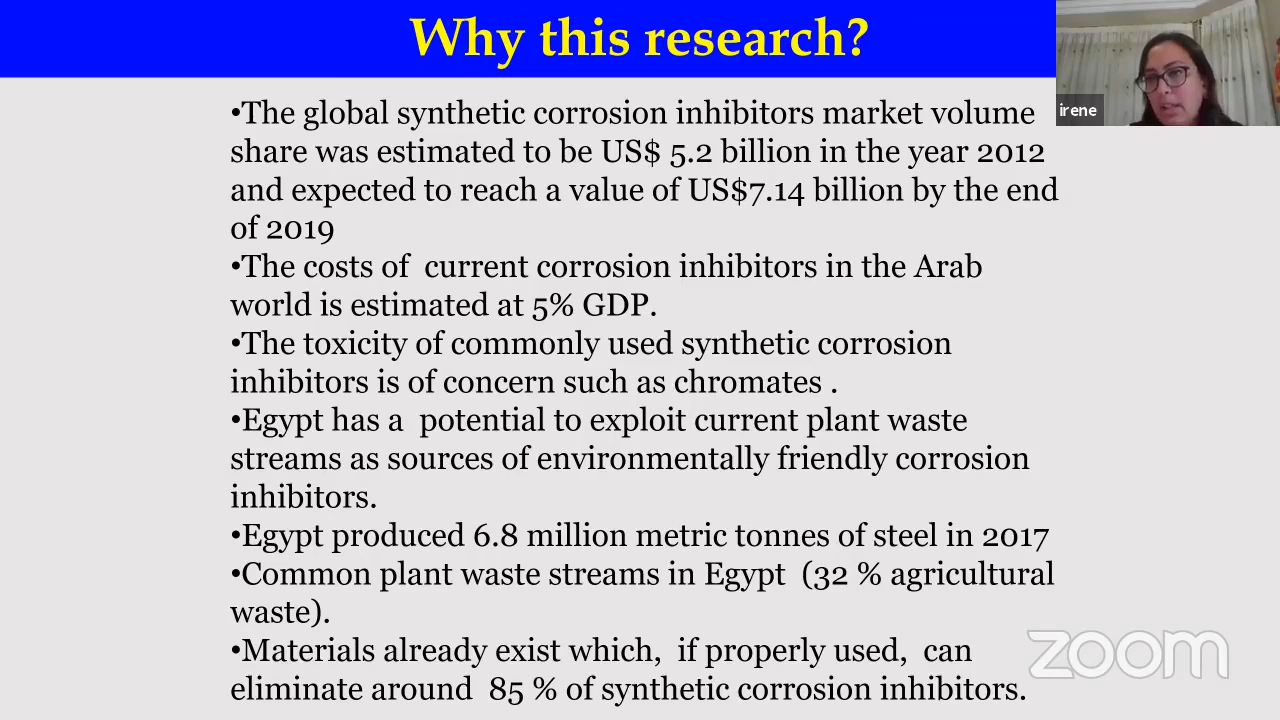 Why this research?
irene
•The global synthetic corrosion inhibitors market volume
share was estimated to be US$ 5.2 billion in the year 2012
and expected to reach a value of US$7.14 billion by the end
of 2019
•The costs of  current corrosion inhibitors in the Arab
world is estimated at 5% GDP.
•The toxicity of commonly used synthetic corrosion
inhibitors is of concern such as chromates .
•Egypt has a  potential to exploit current plant waste
streams as sources of environmentally friendly corrosion
inhibitors.
•Egypt produced 6.8 million metric tonnes of steel in 2017
•Common plant waste streams in Egypt  (32 % agricultural
waste).
•Materials already exist which,  if properly used,  can
eliminate around  85 % of synthetic corrosion inhibitors.
zoom